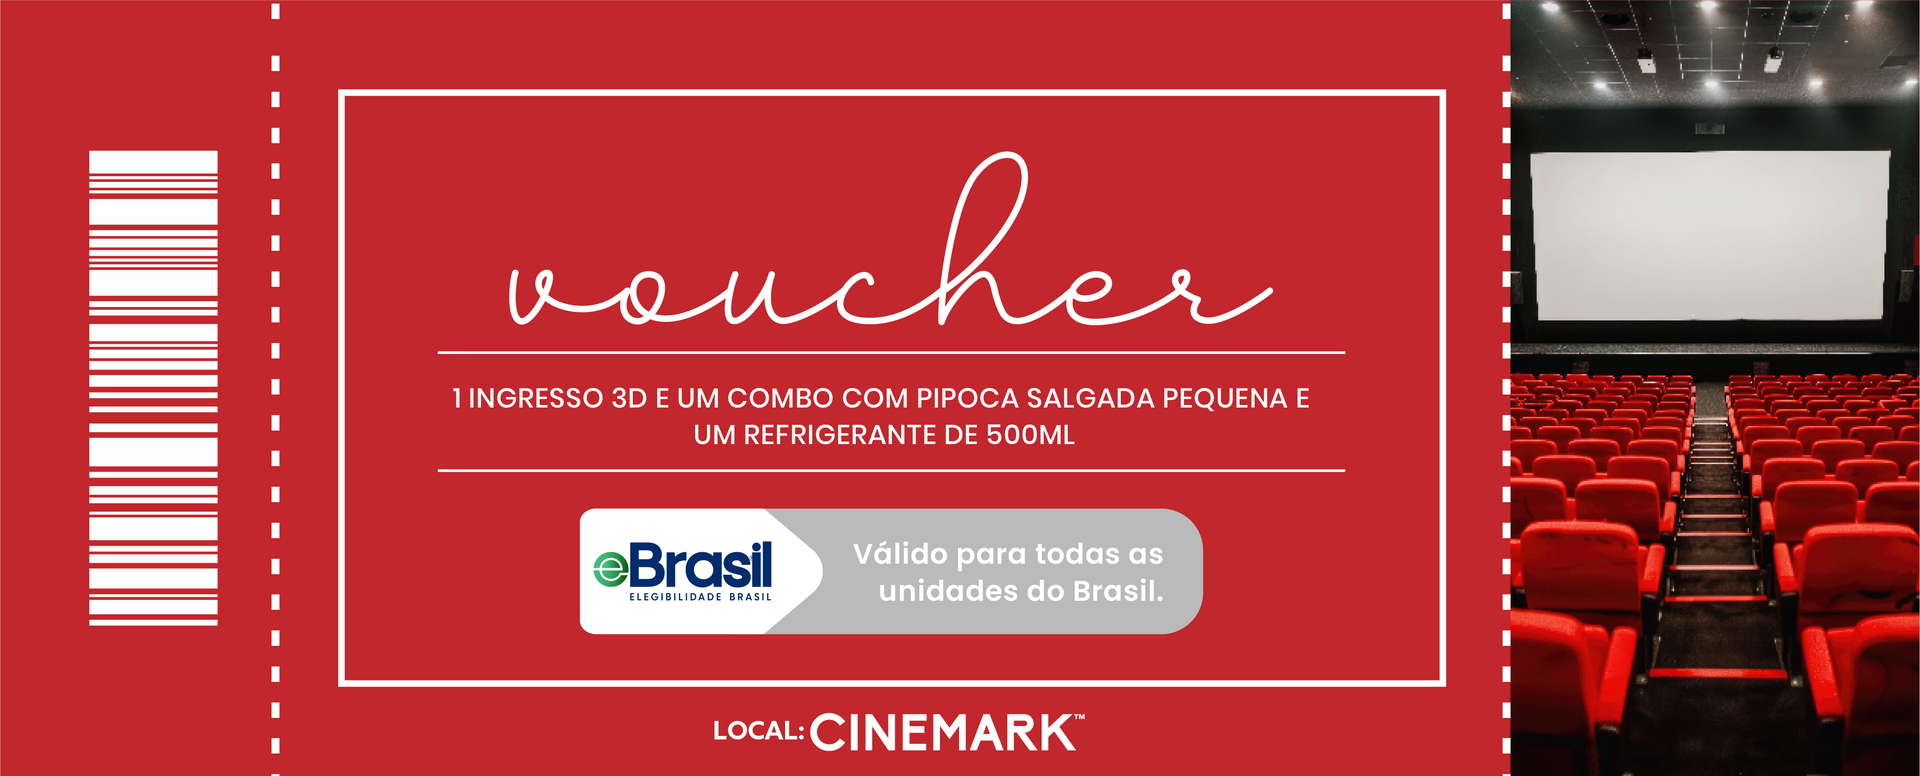 voucher
1 INGRESSO 3D E UM COMBO COM PIPOCA SALGADA PEQUENA E
UM REFRIGERANTE DE 500ML
eBrasil
ELEGIBILIDADE BRASIL
Válido para todas as
unidades do Brasil.
LOCAL: CINEMARK™